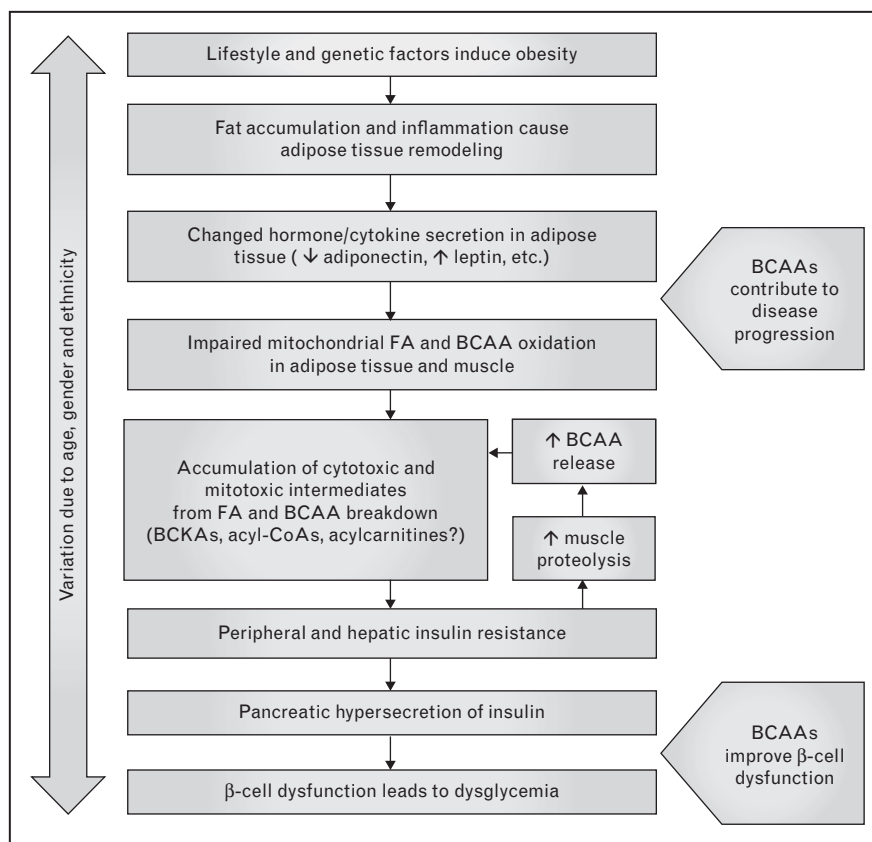 Variation due to age, gender and ethnicity
Lifestyle and genetic factors induce obesity
Fat accumulation and inflammation cause
adipose tissue remodeling
Changed hormone/cytokine secretion in adipose
tissue ( ↓ adiponectin, ↑ leptin, etc.)
BCAAs
contribute to
disease
progression
Impaired mitochondrial FA and BCAA oxidation
in adipose tissue and muscle
Accumulation of cytotoxic and
mitotoxic intermediates
from FA and BCAA breakdown
(BCKAs, acyl-CoAs, acylcarnitines?)
↑ BCAA
release
↑ muscle
proteolysis
Peripheral and hepatic insulin resistance
Pancreatic hypersecretion of insulin
BCAAs
improve β-cell
dysfunction
β-cell dysfunction leads to dysglycemia